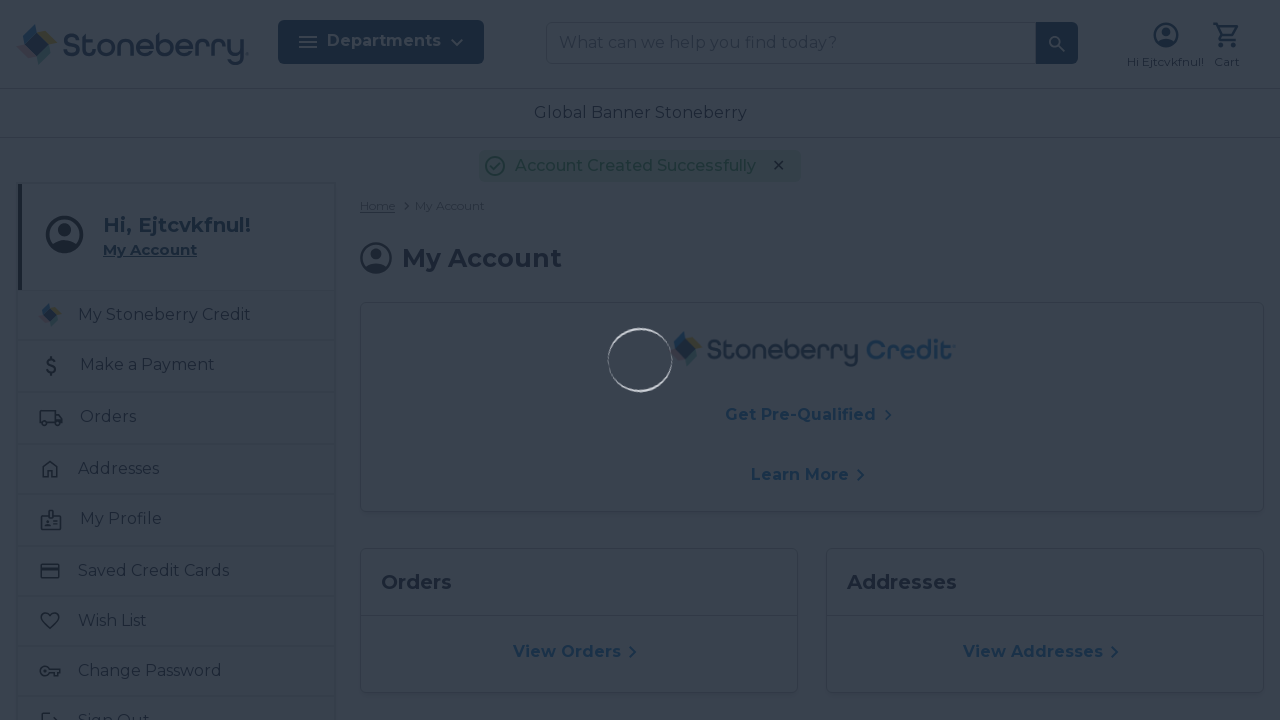 Stoneberry
Departments
What can we help you find today?
Hi Ejtcvkfnul!
Cart
Global Banner Stoneberry
Account Created Successfully
Hi, Ejtcvkfnul!
My Account
My Stoneberry Credit
Make a Payment
Orders
Addresses
My Profile
Saved Credit Cards
Wish List
Change Password
Sign Out
Home > My Account
My Account
Stoneberry Credit
Get Pre-Qualified
Learn More
Orders
View Orders
Addresses
View Addresses